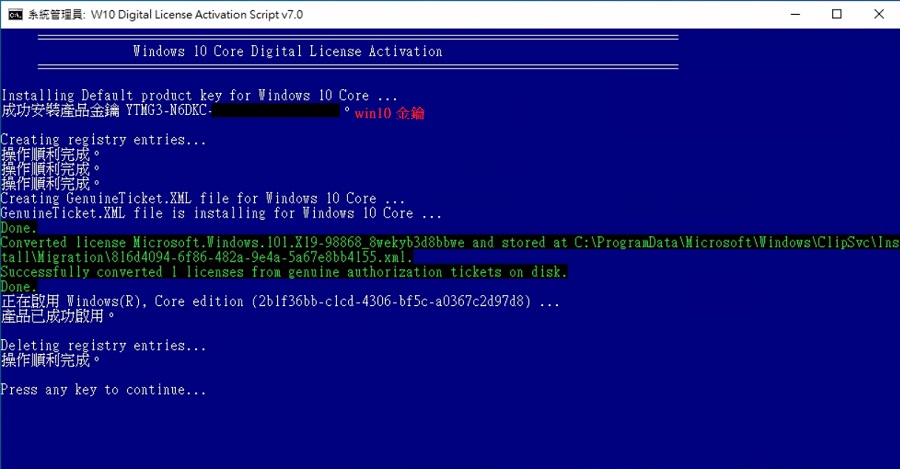 系統管理員: W10 Digital License Activation Script v7.0
Windows 10 Core Digital License Activation
Installing Default product key for Windows 10 Core ...
成功安裝產品金鑰 YTMG3-N6DKC- 。 win10 金鑰
Creating registry entries...
操作順利完成。
操作順利完成。
操作順利完成。
Creating GenuineTicket.XML file for Windows 10 Core ...
GenuineTicket.XML file is installing for Windows 10 Core ...
Done.
Converted license Microsoft.Windows.101.X19-98868_8wekyb3d8bbwe and stored at C:\ProgramData\Microsoft\Windows\ClipSvc\Ins
tall\Migration\816d4094-6f86-482a-9e4a-5a67e8bb4155.xml.
Successfully converted 1 licenses from genuine authorization tickets on disk.
Done.
正在啟用 Windows(R), Core edition (2b1f36bb-c1cd-4306-bf5c-a0367c2d97d8) ...
產品已成功啟用。
Deleting registry entries...
操作順利完成。
Press any key to continue...